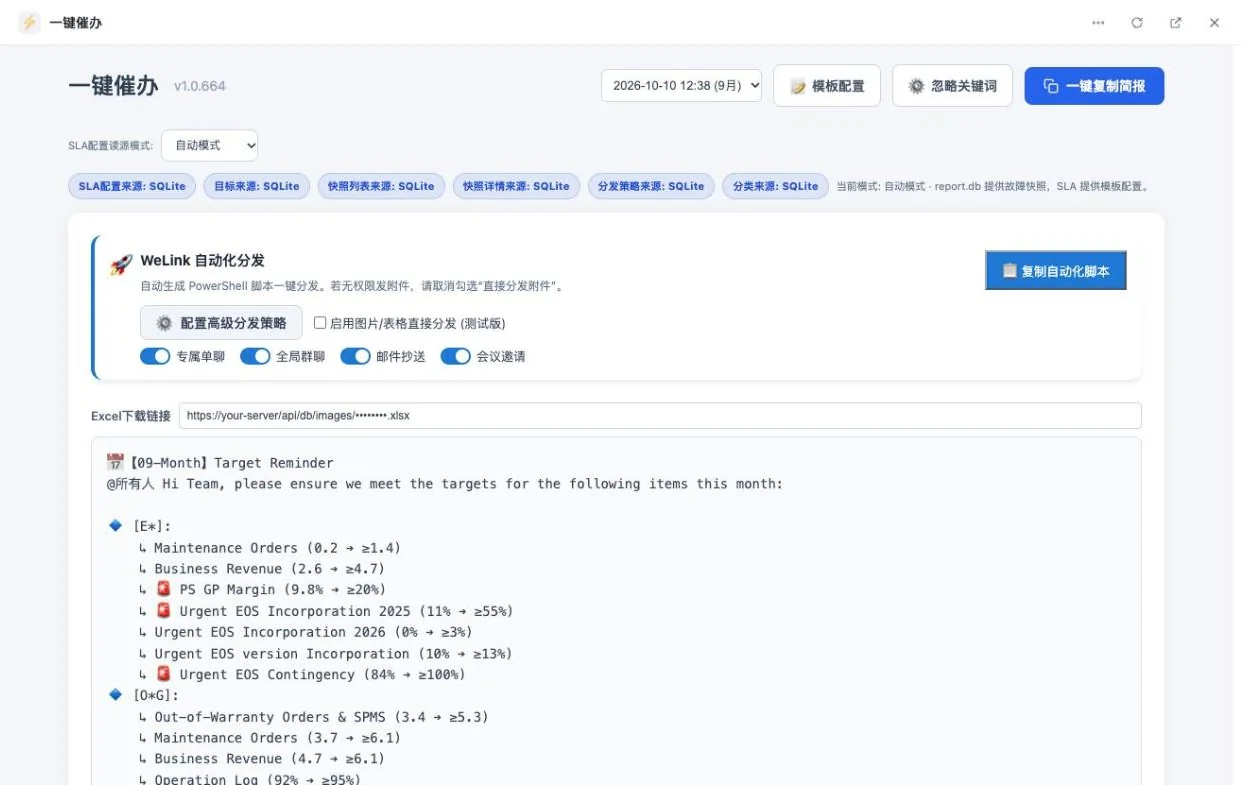 ⚡ 一键催办
一键催办 v1.0.664
2026-10-10 12:38 (9月) 📝 模板配置 ⚙️ 忽略关键词 一键复制简报
SLA配置读源模式: 自动模式
SLA配置来源: SQLite 目标来源: SQLite 快照列表来源: SQLite 快照详情来源: SQLite 分发策略来源: SQLite 分类来源: SQLite 当前模式: 自动模式 · report.db 提供故障快照，SLA 提供模板配置。
🚀 WeLink 自动化分发
自动生成 PowerShell 脚本一键分发。若无权限发附件，请取消勾选“直接分发附件”。
📋 复制自动化脚本
⚙️ 配置高级分发策略 启用图片/表格直接分发 (测试版)
专属单聊 全局群聊 邮件抄送 会议邀请
Excel下载链接 https://your-server/api/db/images/••••••••.xlsx
📅【09-Month】Target Reminder
@所有人 Hi Team, please ensure we meet the targets for the following items this month:
🔹 [E*]:
↳ Maintenance Orders (0.2 → ≥1.4)
↳ Business Revenue (2.6 → ≥4.7)
↳ 🚨 PS GP Margin (9.8% → ≥20%)
↳ 🚨 Urgent EOS Incorporation 2025 (11% → ≥55%)
↳ Urgent EOS Incorporation 2026 (0% → ≥3%)
↳ Urgent EOS version Incorporation (10% → ≥13%)
↳ 🚨 Urgent EOS Contingency (84% → ≥100%)
🔹 [O*G]:
↳ Out-of-Warranty Orders & SPMS (3.4 → ≥5.3)
↳ Maintenance Orders (3.7 → ≥6.1)
↳ Business Revenue (4.7 → ≥6.1)
↳ Operation Log (92% → ≥95%)